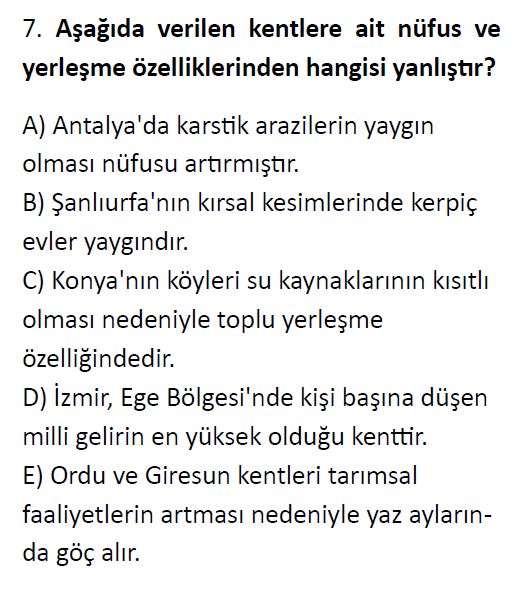 7. Aşağıda verilen kentlere ait nüfus ve
yerleşme özelliklerinden hangisi yanlıştır?
A) Antalya'da karstik arazilerin yaygın
olması nüfusu artırmıştır.
B) Şanlıurfa'nın kırsal kesimlerinde kerpiç
evler yaygındır.
C) Konya'nın köyleri su kaynaklarının kısıtlı
olması nedeniyle toplu yerleşme
özelliğindedir.
D) İzmir, Ege Bölgesi'nde kişi başına düşen
milli gelirin en yüksek olduğu kenttir.
E) Ordu ve Giresun kentleri tarımsal
faaliyetlerin artması nedeniyle yaz ayların-
da göç alır.